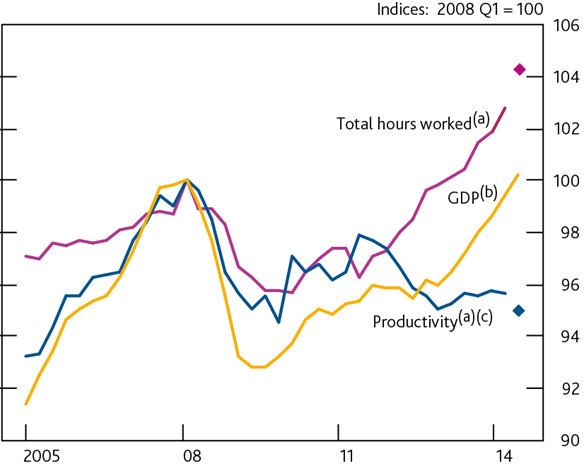 Indices: 2008 Q1 = 100
106
104
Total hours worked(a)
102
100
GDP(b)
98
96
Productivity(a)(c)
94
92
90
2005 08 11 14